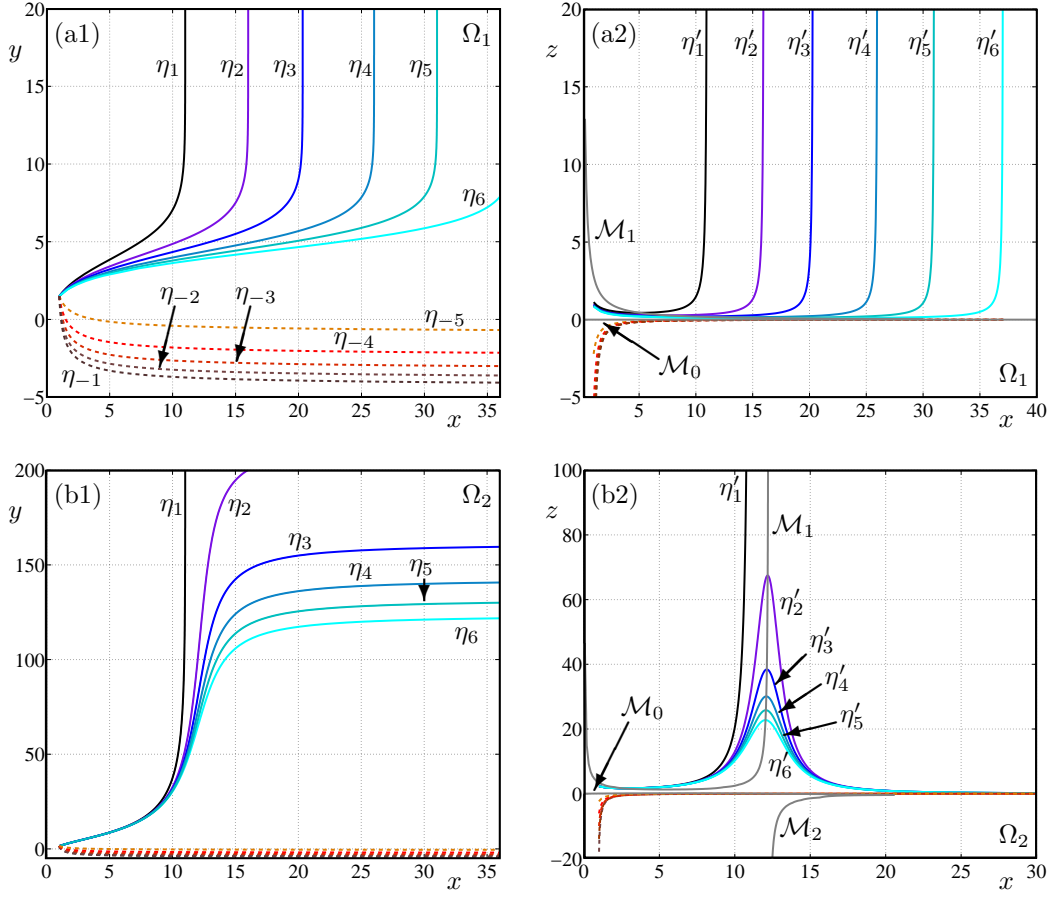 (a1)
Ω₁
y
20
15
10
5
0
−5
η₁
η₂
η₃
η₄
η₅
η₆
η₋₂
η₋₃
η₋₅
η₋₄
η₋₁
0 5 10 15 20 25 30 35
x
(a2)
z
20
15
10
5
0
−5
η′₁
η′₂
η′₃
η′₄
η′₅
η′₆
ℳ₁
ℳ₀
Ω₁
5 10 15 20 25 30 35 40
x
(b1)
Ω₂
y
200
150
100
50
0
η₁
η₂
η₃
η₄
η₅
η₆
0 5 10 15 20 25 30 35
x
(b2)
z
100
80
60
40
20
0
−20
η′₁
ℳ₁
η′₂
η′₃
η′₄
η′₅
η′₆
ℳ₀
ℳ₂
Ω₂
5 10 15 20 25 30
x